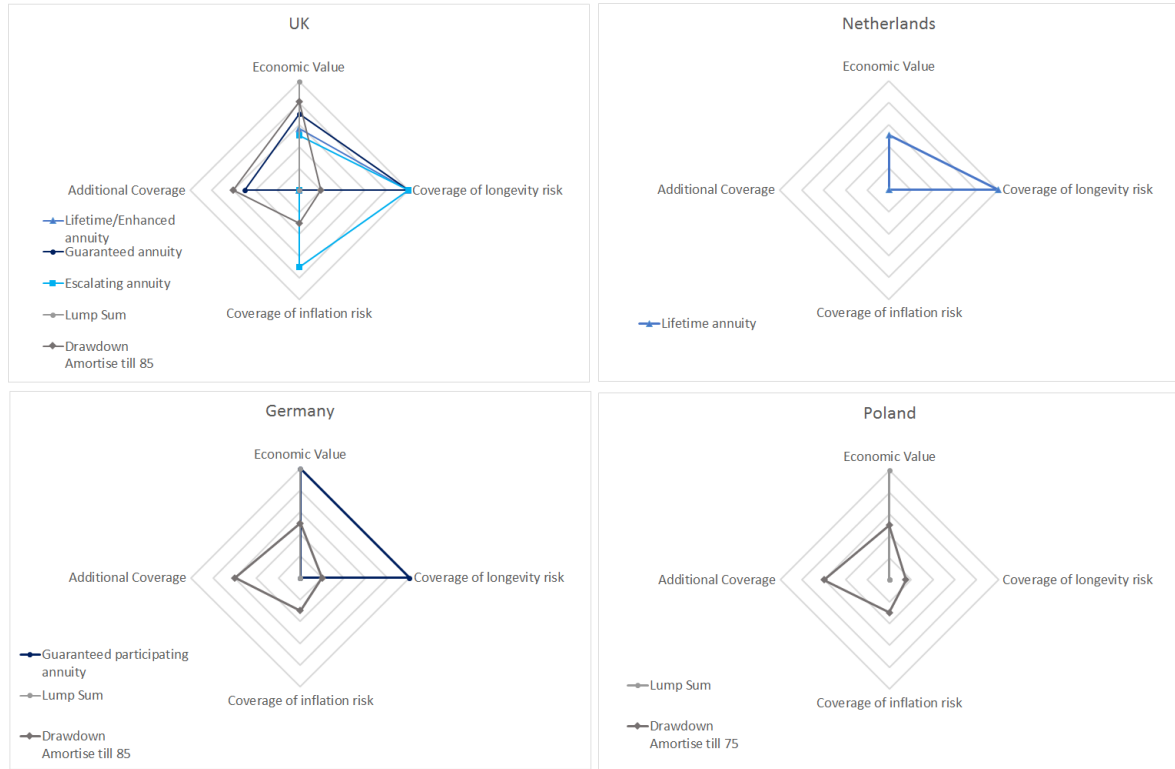 UK
Economic Value
Additional Coverage
Coverage of longevity risk
Lifetime/Enhanced
annuity
Guaranteed annuity
Escalating annuity
Coverage of inflation risk
Lump Sum
Drawdown
Amortise till 85
Netherlands
Economic Value
Additional Coverage
Coverage of longevity risk
Coverage of inflation risk
Lifetime annuity
Germany
Economic Value
Additional Coverage
Coverage of longevity risk
Guaranteed participating
annuity
Lump Sum
Coverage of inflation risk
Drawdown
Amortise till 85
Poland
Economic Value
Additional Coverage
Coverage of longevity risk
Lump Sum
Coverage of inflation risk
Drawdown
Amortise till 75